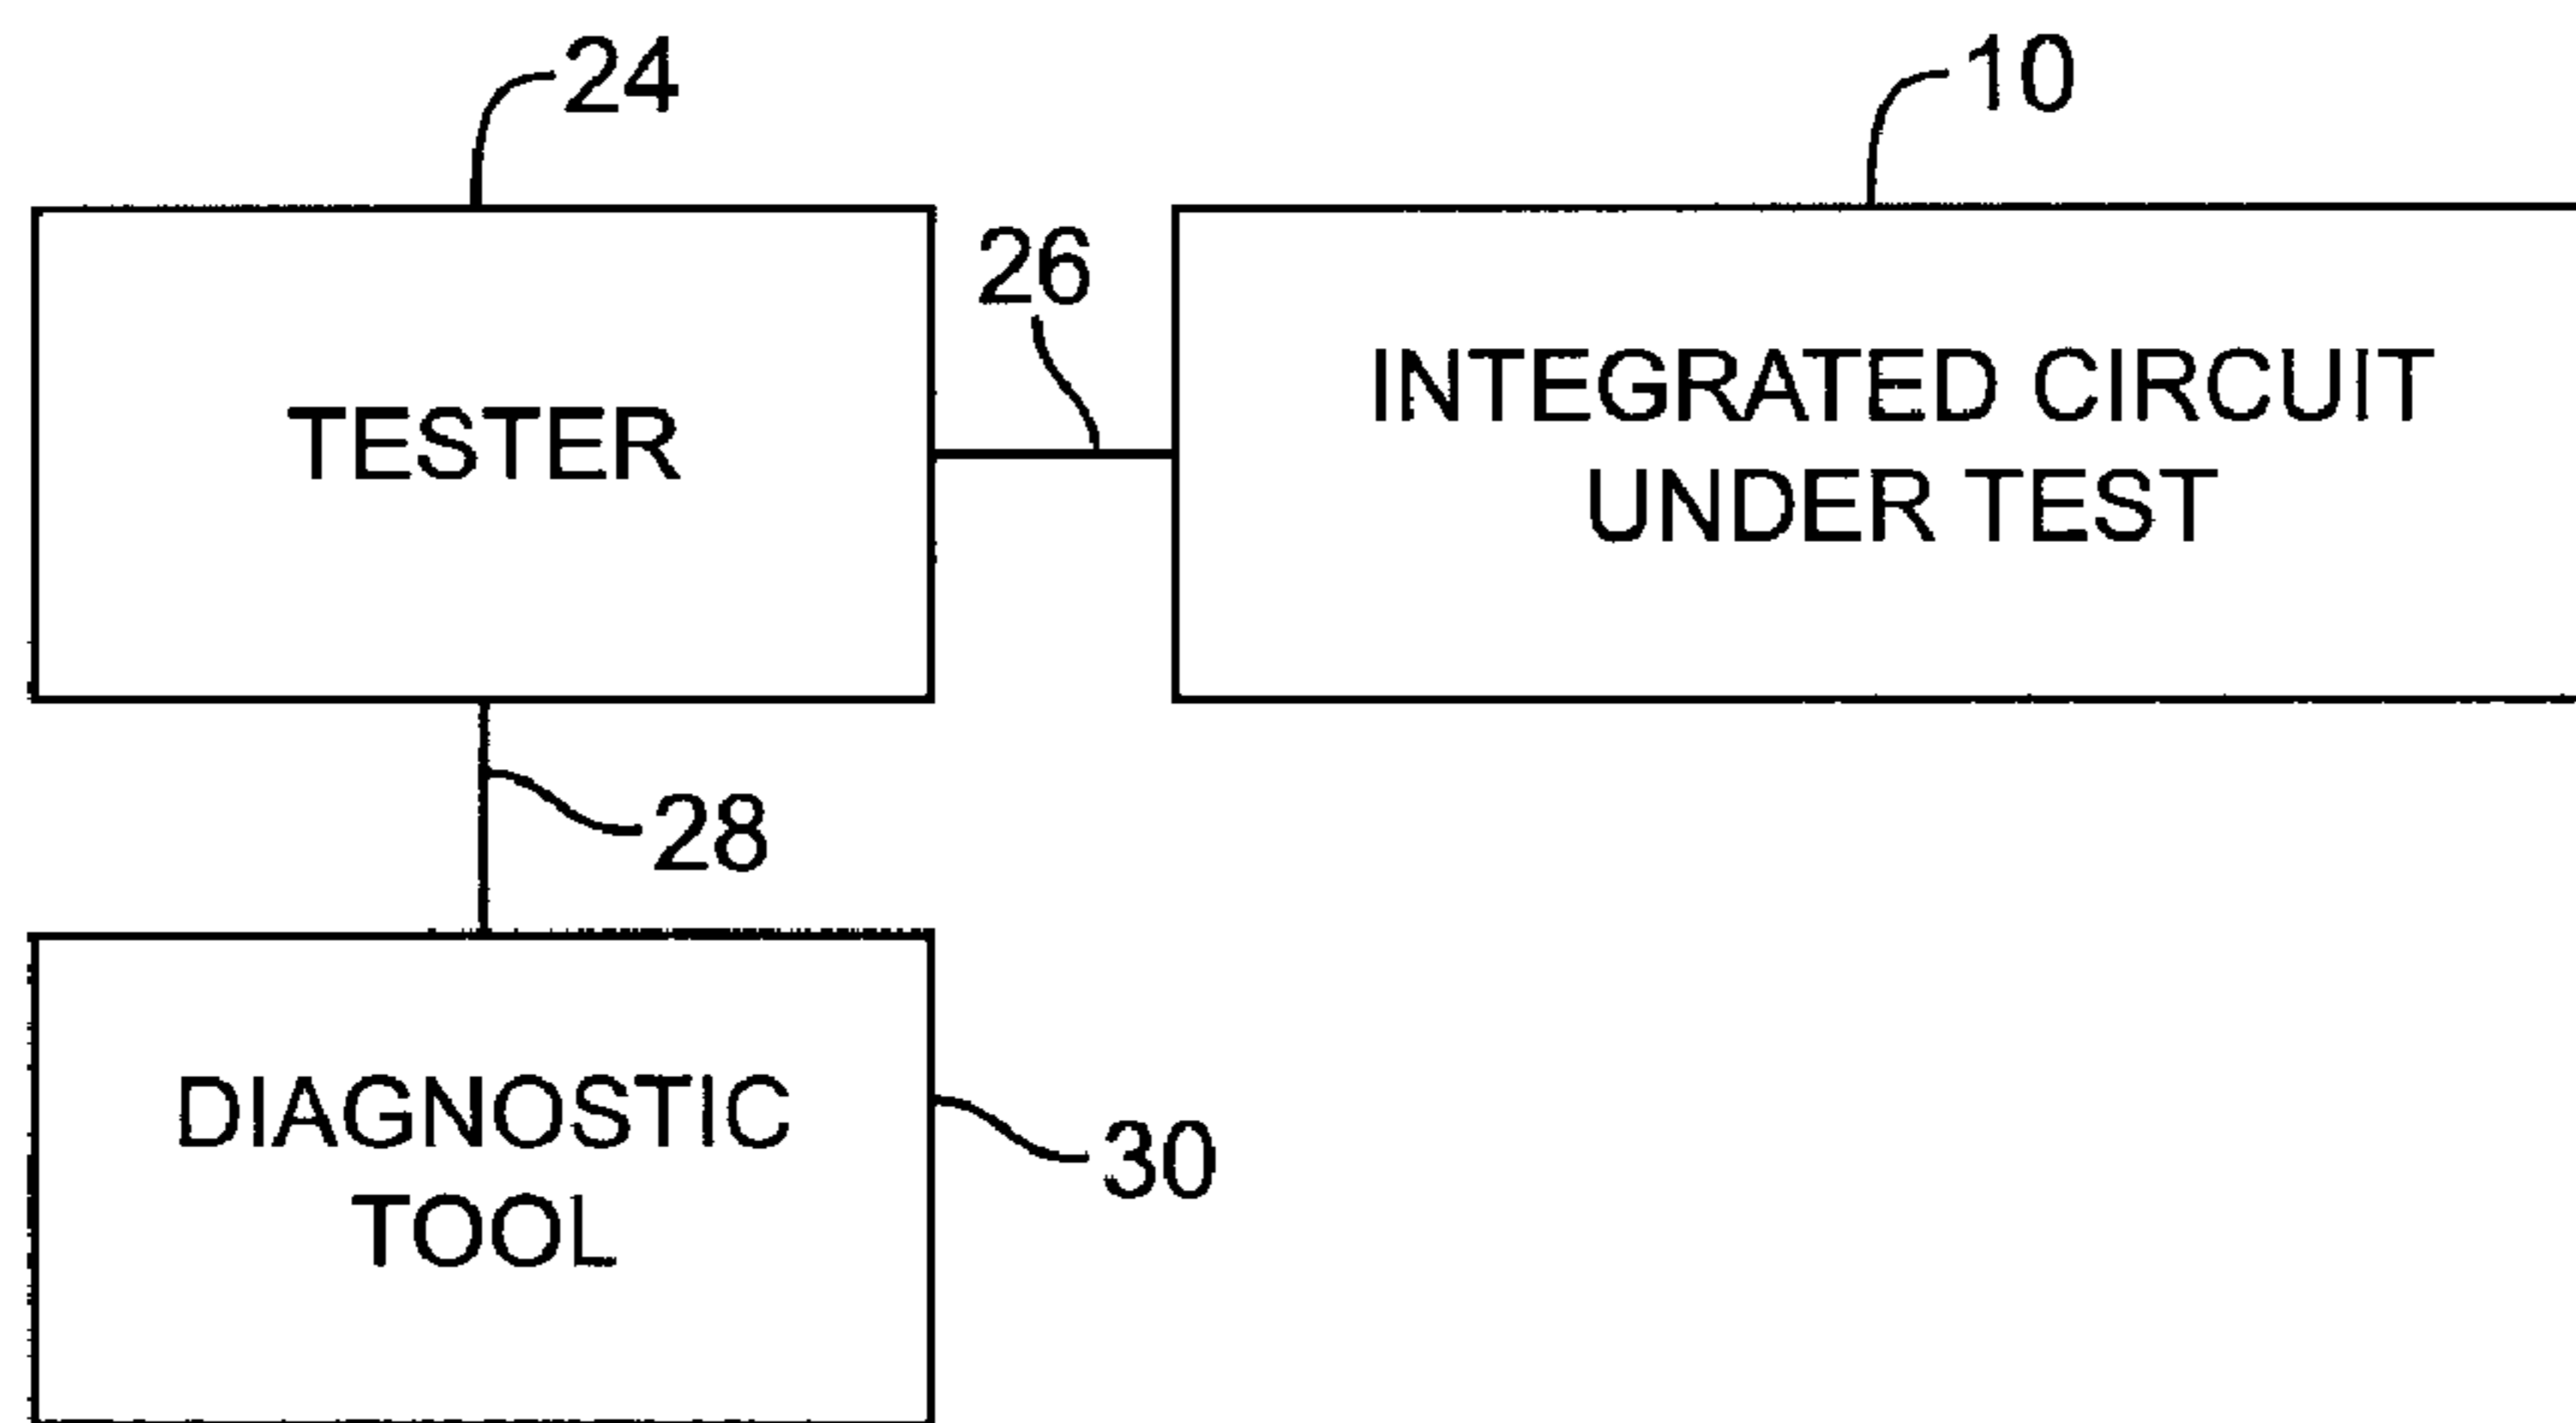 24
10
26
TESTER
INTEGRATED CIRCUIT
UNDER TEST
28
DIAGNOSTIC
TOOL
30